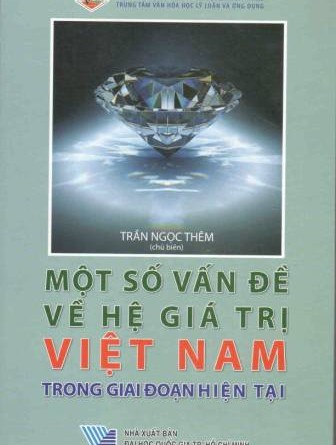 TRUNG TÂM VĂN HÓA HỌC LÝ LUẬN VÀ ỨNG DỤNG
TRẦN NGỌC THÊM
(chủ biên)
MỘT SỐ VẤN ĐỀ
VỀ HỆ GIÁ TRỊ
VIỆT NAM
TRONG GIAI ĐOẠN HIỆN TẠI
NHÀ XUẤT BẢN
ĐẠI HỌC QUỐC GIA TP. HỒ CHÍ MINH